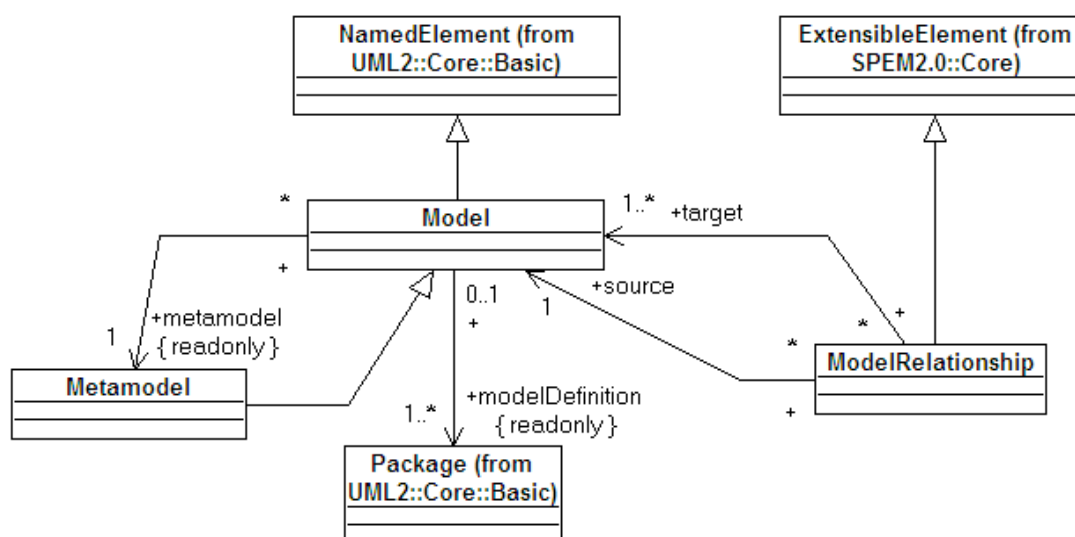 NamedElement (from
UML2::Core::Basic)
ExtensibleElement (from
SPEM2.0::Core)
*
Model
1..*
+target
+
0..1
+
1
+source
*
+
*
+
1
+metamodel
{readonly}
Metamodel
ModelRelationship
1..*
+modelDefinition
{readonly}
Package (from
UML2::Core::Basic)